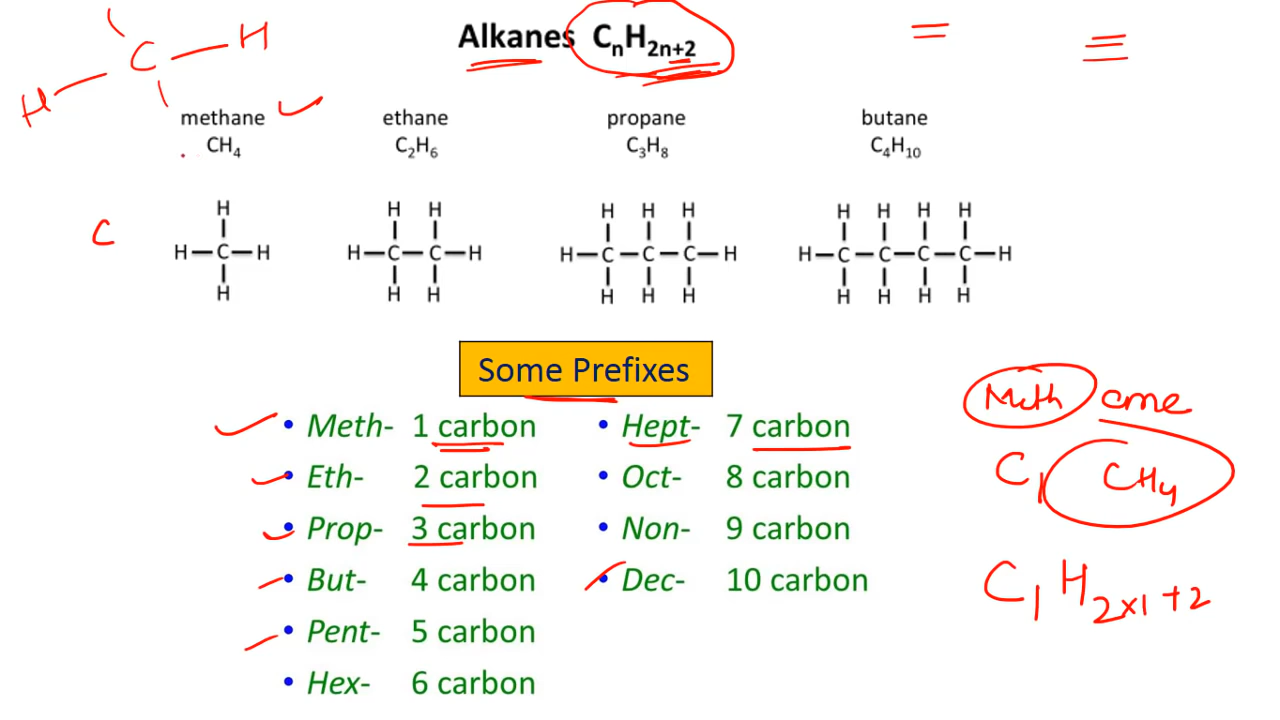 Alkanes CₙH₂ₙ₊₂
=
≡
C H
H
methane ethane propane butane
CH₄ C₂H₆ C₃H₈ C₄H₁₀
H H H H H H H H H H
C
H C H H C C H H C C C H H C C C C H
H H H H H H H H H H
Some Prefixes
• Meth- 1 carbon • Hept- 7 carbon
• Eth- 2 carbon • Oct- 8 carbon
• Prop- 3 carbon • Non- 9 carbon
• But- 4 carbon • Dec- 10 carbon
• Pent- 5 carbon
• Hex- 6 carbon
Meth ane
C₁ CH₄
C₁H₂ₓ₁₊₂